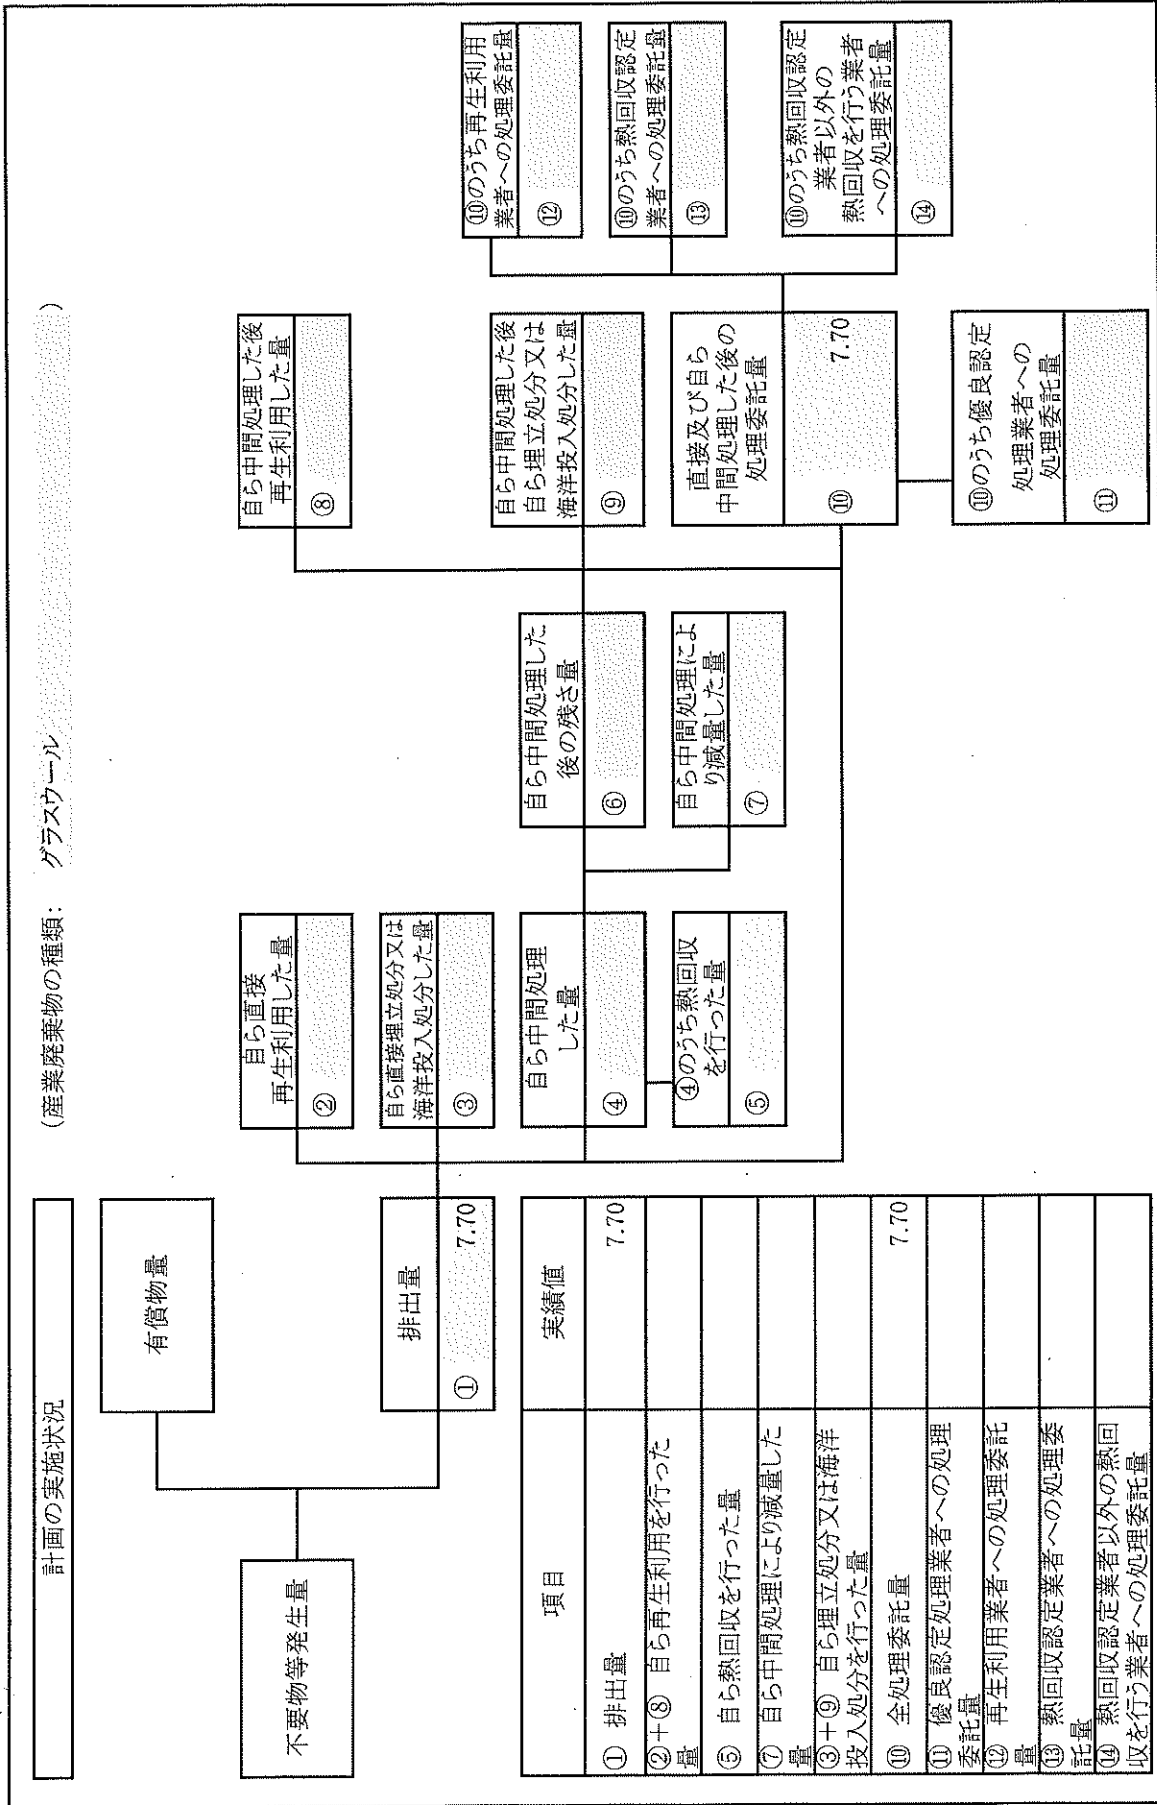 計画の実施状況
(産業廃棄物の種類: グラスウール )
不要物等発生量
有償物量
排出量
① 7.70
自ら直接
再生利用した量
②
自ら直接埋立処分又は
海洋投入処分した量
③
自ら中間処理
した量
④
④のうち熱回収
を行った量
⑤
自ら中間処理した
後の残さ量
⑥
自ら中間処理によ
り減量した量
⑦
自ら中間処理した後
再生利用した量
⑧
自ら中間処理した後
自ら埋立処分又は
海洋投入処分した量
⑨
直接及び自ら
中間処理した後の
処理委託量
⑩ 7.70
⑩のうち優良認定
処理業者への
処理委託量
⑪
⑩のうち再生利用
業者への処理委託量
⑫
⑩のうち熱回収認定
業者への処理委託量
⑬
⑩のうち熱回収認定
業者以外の
熱回収を行う業者
への処理委託量
⑭
項目 実績値
① 排出量 7.70
②+⑧ 自ら再生利用を行った
量
⑤ 自ら熱回収を行った量
⑦ 自ら中間処理により減量した
量
③+⑨ 自ら埋立処分又は海洋
投入処分を行った量
⑩ 全処理委託量 7.70
⑪ 優良認定処理業者への処理
委託量
⑫ 再生利用業者への処理委託
量
⑬ 熱回収認定業者への処理委
託量
⑭ 熱回収認定業者以外の熱回
収を行う業者への処理委託量